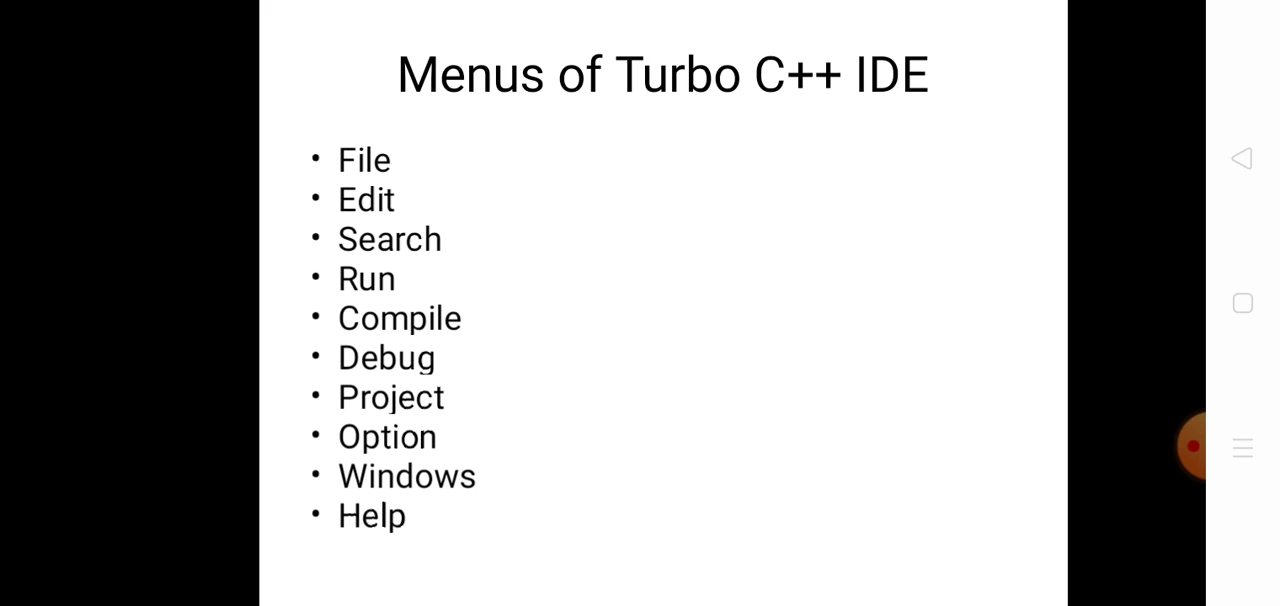 Menus of Turbo C++ IDE
• File
• Edit
• Search
• Run
• Compile
• Debug
• Project
• Option
• Windows
• Help